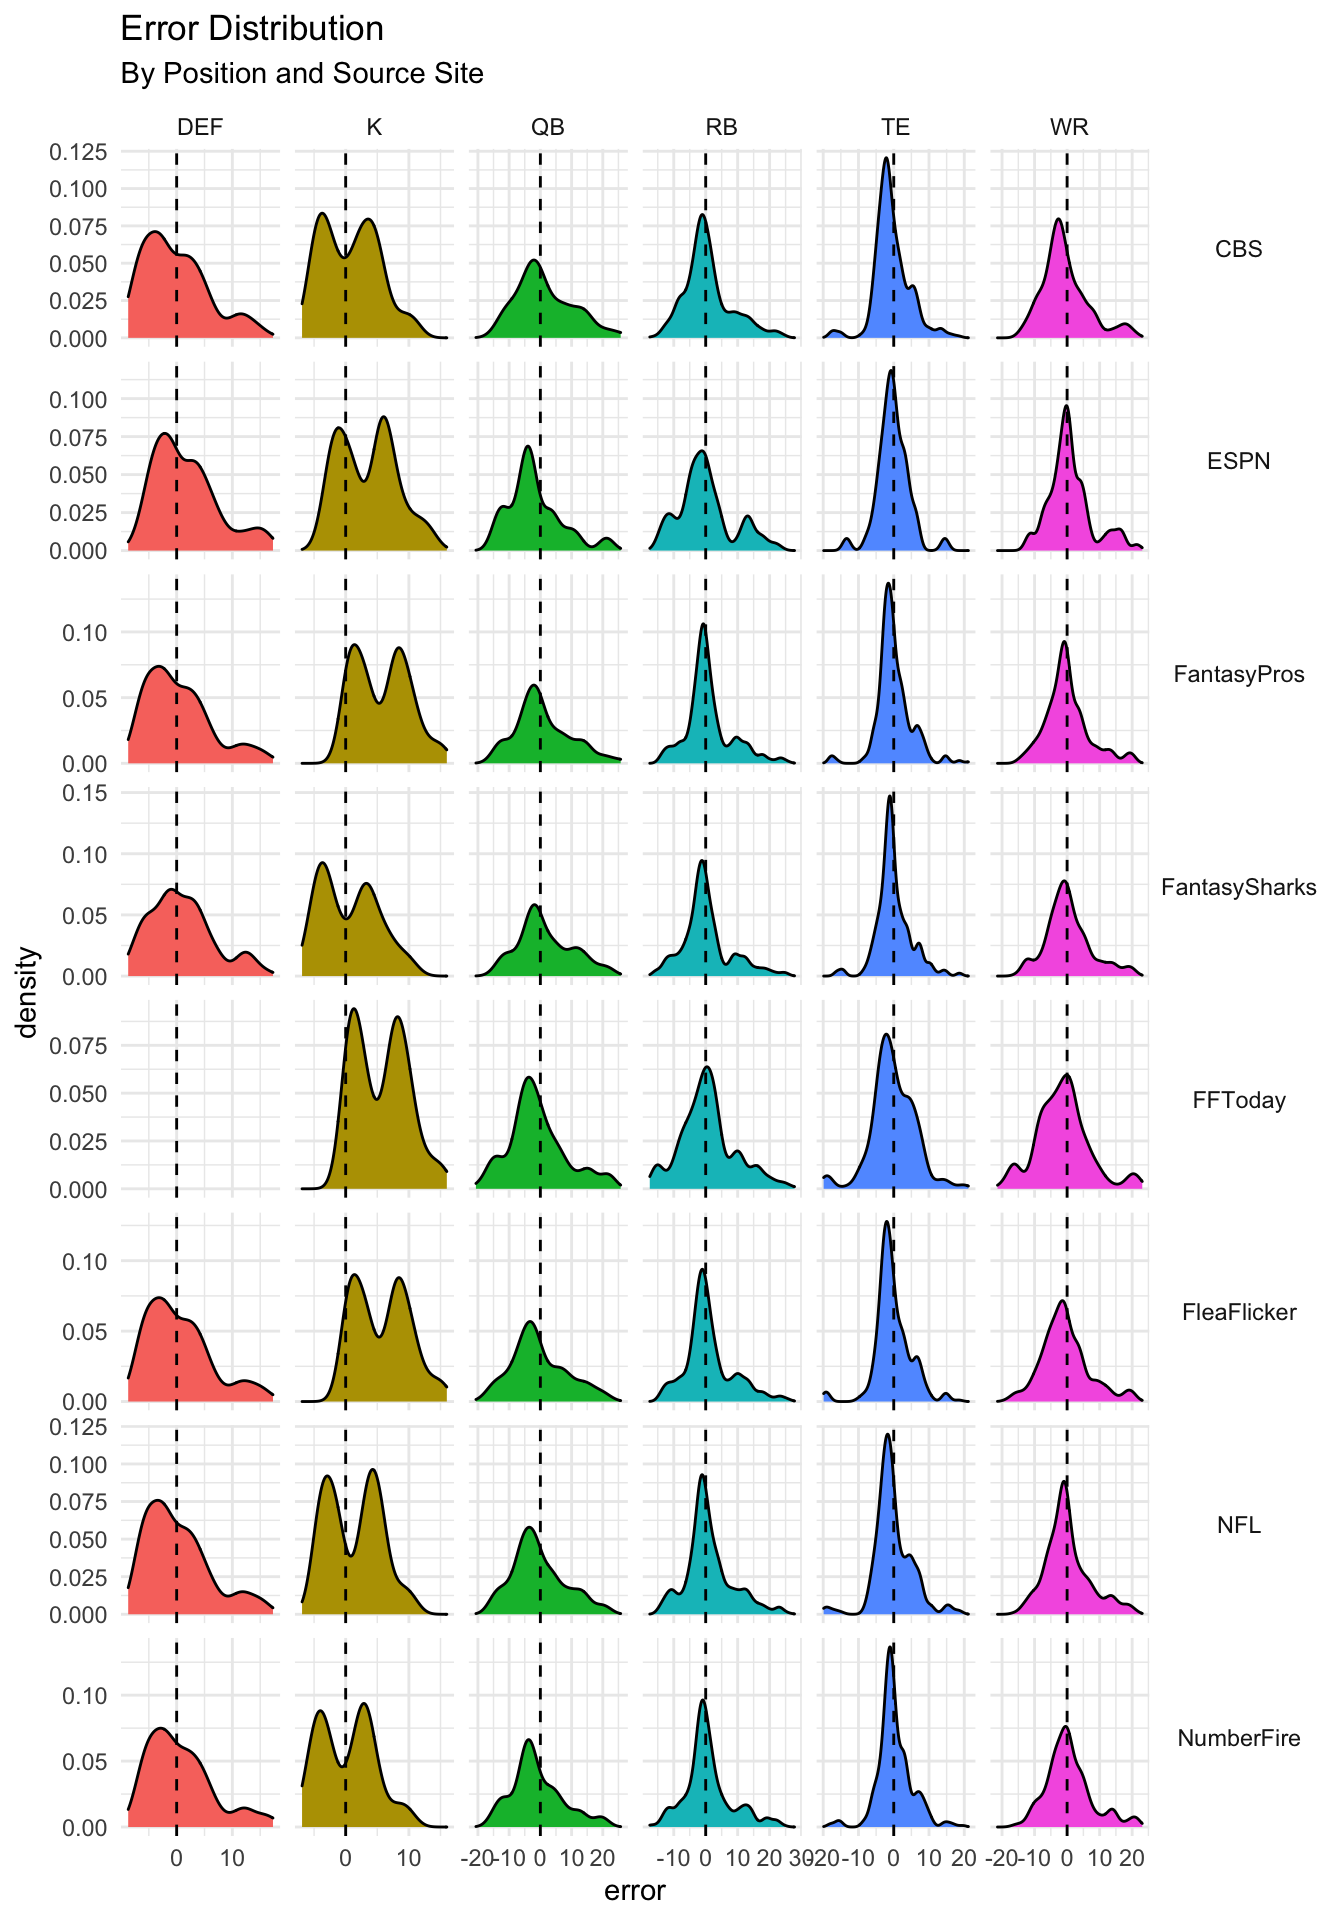 Error Distribution
By Position and Source Site
DEF K QB RB TE WR
0.125
0.100
0.075
0.050
0.025
0.000
CBS
0.100
0.075
0.050
0.025
0.000
ESPN
0.10
0.05
0.00
FantasyPros
0.15
0.10
0.05
0.00
FantasySharks
density
0.075
0.050
0.025
0.000
FFToday
0.10
0.05
0.00
FleaFlicker
0.125
0.100
0.075
0.050
0.025
0.000
NFL
0.10
0.05
0.00
NumberFire
0 10 0 10 -20 -10 0 10 20 -10 0 10 20 30 -20 -10 0 10 20 -20 -10 0 10 20
error